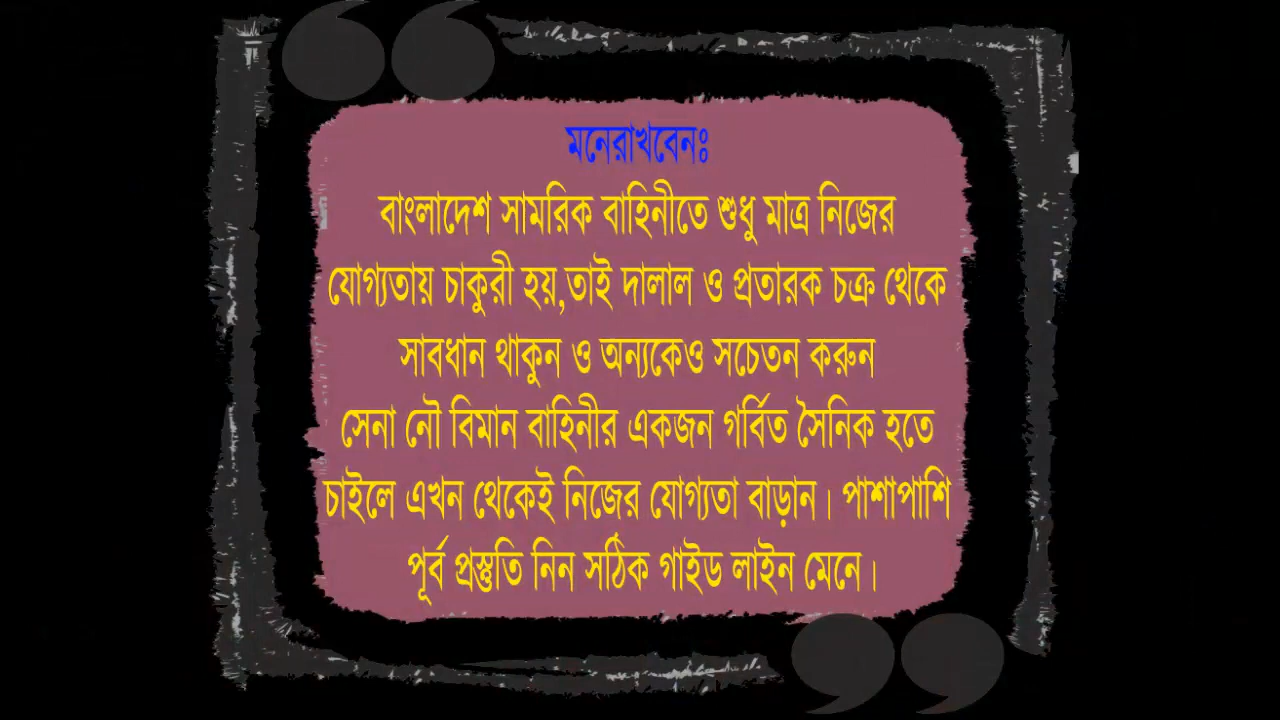 মনেরাখবেনঃ
বাংলাদেশ সামরিক বাহিনীতে শুধু মাত্র নিজের
যোগ্যতায় চাকুরী হয়,তাই দালাল ও প্রতারক চক্র থেকে
সাবধান থাকুন ও অন্যকেও সচেতন করুন
সেনা নৌ বিমান বাহিনীর একজন গর্বিত সৈনিক হতে
চাইলে এখন থেকেই নিজের যোগ্যতা বাড়ান। পাশাপাশি
পূর্ব প্রস্তুতি নিন সঠিক গাইড লাইন মেনে।